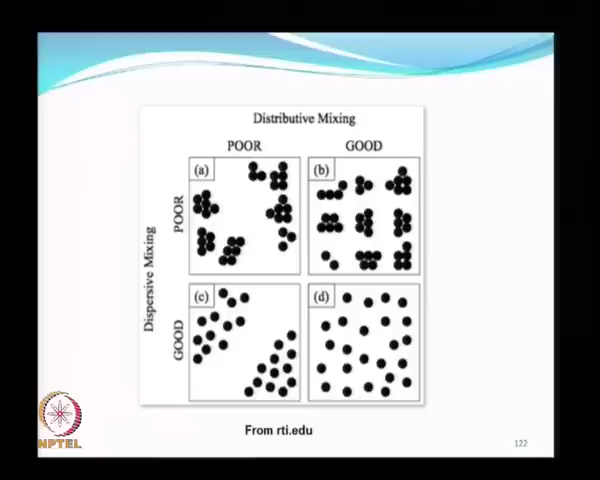 Distributive Mixing
POOR
GOOD
Dispersive Mixing
POOR
(a)
(b)
GOOD
(c)
(d)
From rti.edu
NPTEL
122